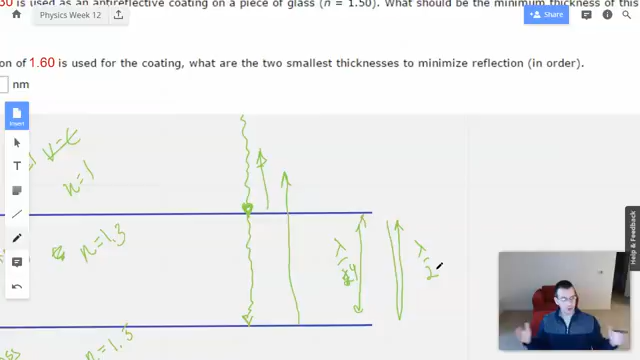 30 is used as an antireflective coating on a piece of glass (n = 1.50). What should be the minimum thickness of this
Physics Week 12
Share
on of 1.60 is used for the coating, what are the two smallest thicknesses to minimize reflection (in order).
nm
Insert
T
n=1
n=1.3
n=1.5
λ
4
λ
2
Help & Feedback